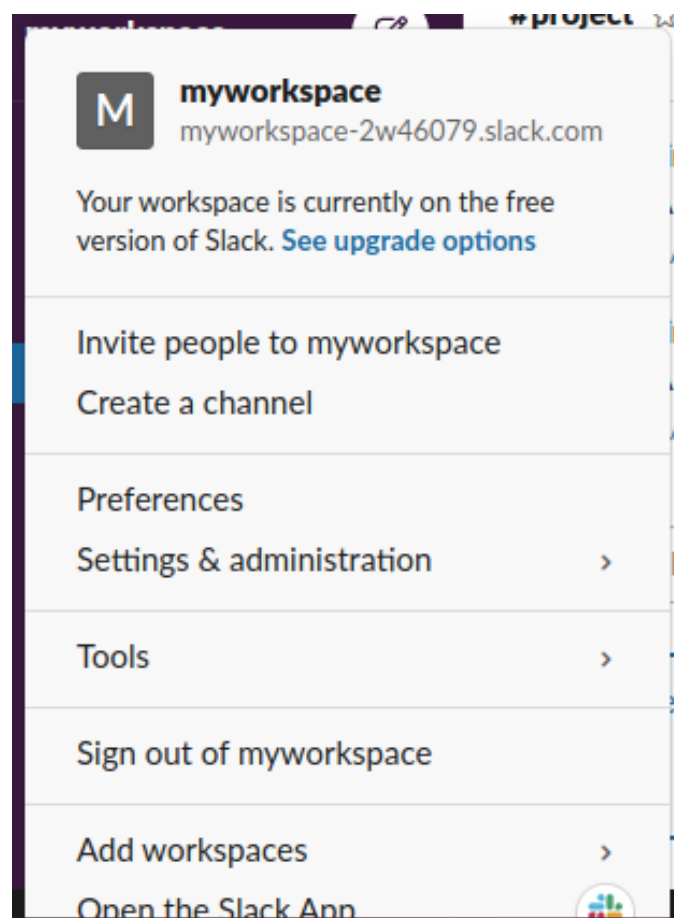 #project
M
myworkspace
myworkspace-2w46079.slack.com
Your workspace is currently on the free
version of Slack. See upgrade options
Invite people to myworkspace
Create a channel
Preferences
Settings & administration
Tools
Sign out of myworkspace
Add workspaces
Open the Slack App